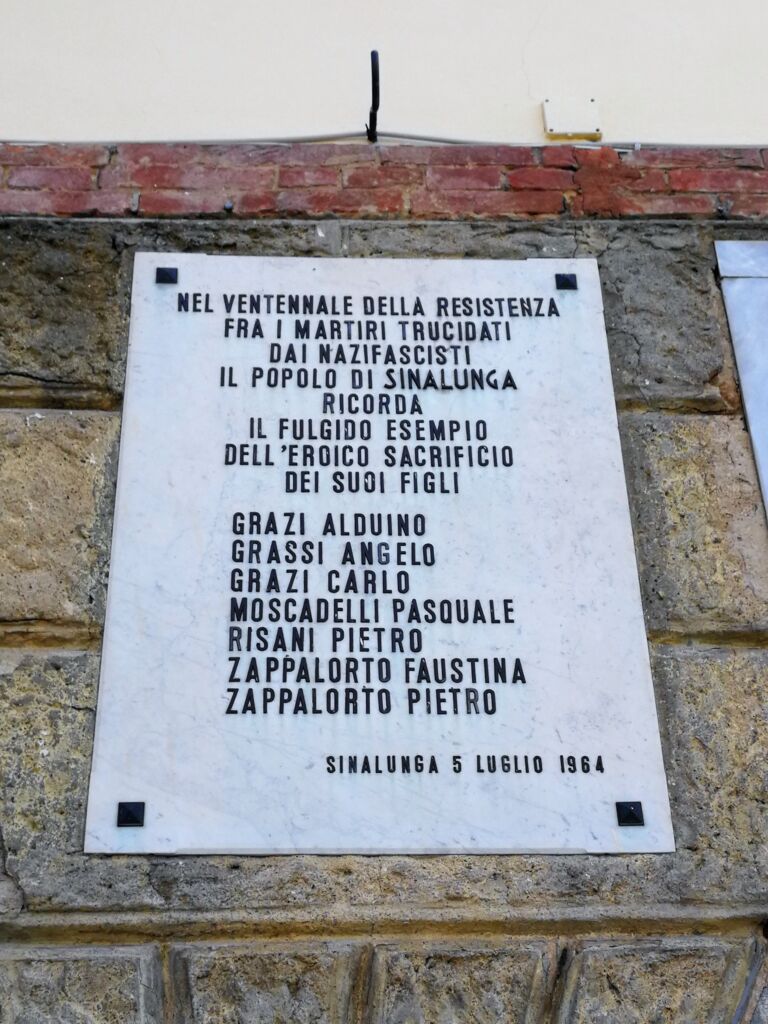 NEL VENTENNALE DELLA RESISTENZA
FRA I MARTIRI TRUCIDATI
DAI NAZIFASCISTI
IL POPOLO DI SINALUNGA
RICORDA
IL FULGIDO ESEMPIO
DELL'EROICO SACRIFICIO
DEI SUOI FIGLI
GRAZI ALDUINO
GRASSI ANGELO
GRAZI CARLO
MOSCADELLI PASQUALE
RISANI PIETRO
ZAPPALORTO FAUSTINA
ZAPPALORTO PIETRO
SINALUNGA 5 LUGLIO 1964